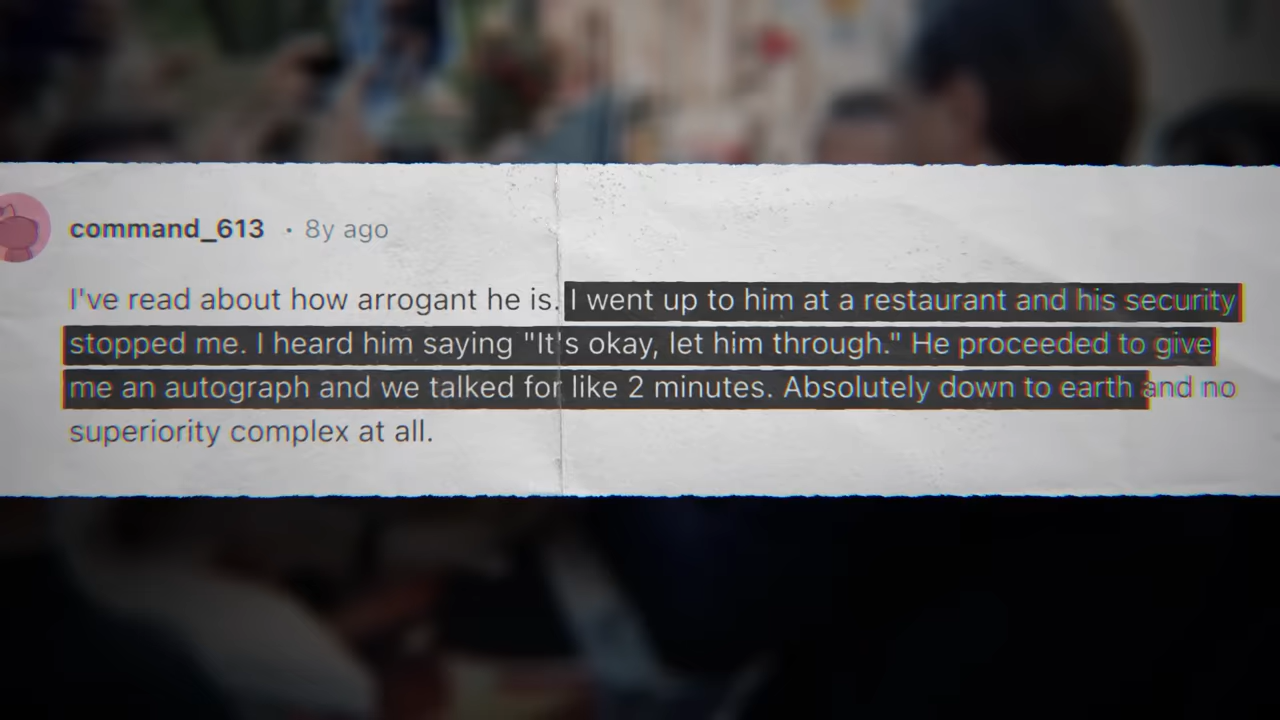 command_613 · 8y ago
I've read about how arrogant he is. I went up to him at a restaurant and his security
stopped me. I heard him saying "It's okay, let him through." He proceeded to give
me an autograph and we talked for like 2 minutes. Absolutely down to earth and no
superiority complex at all.